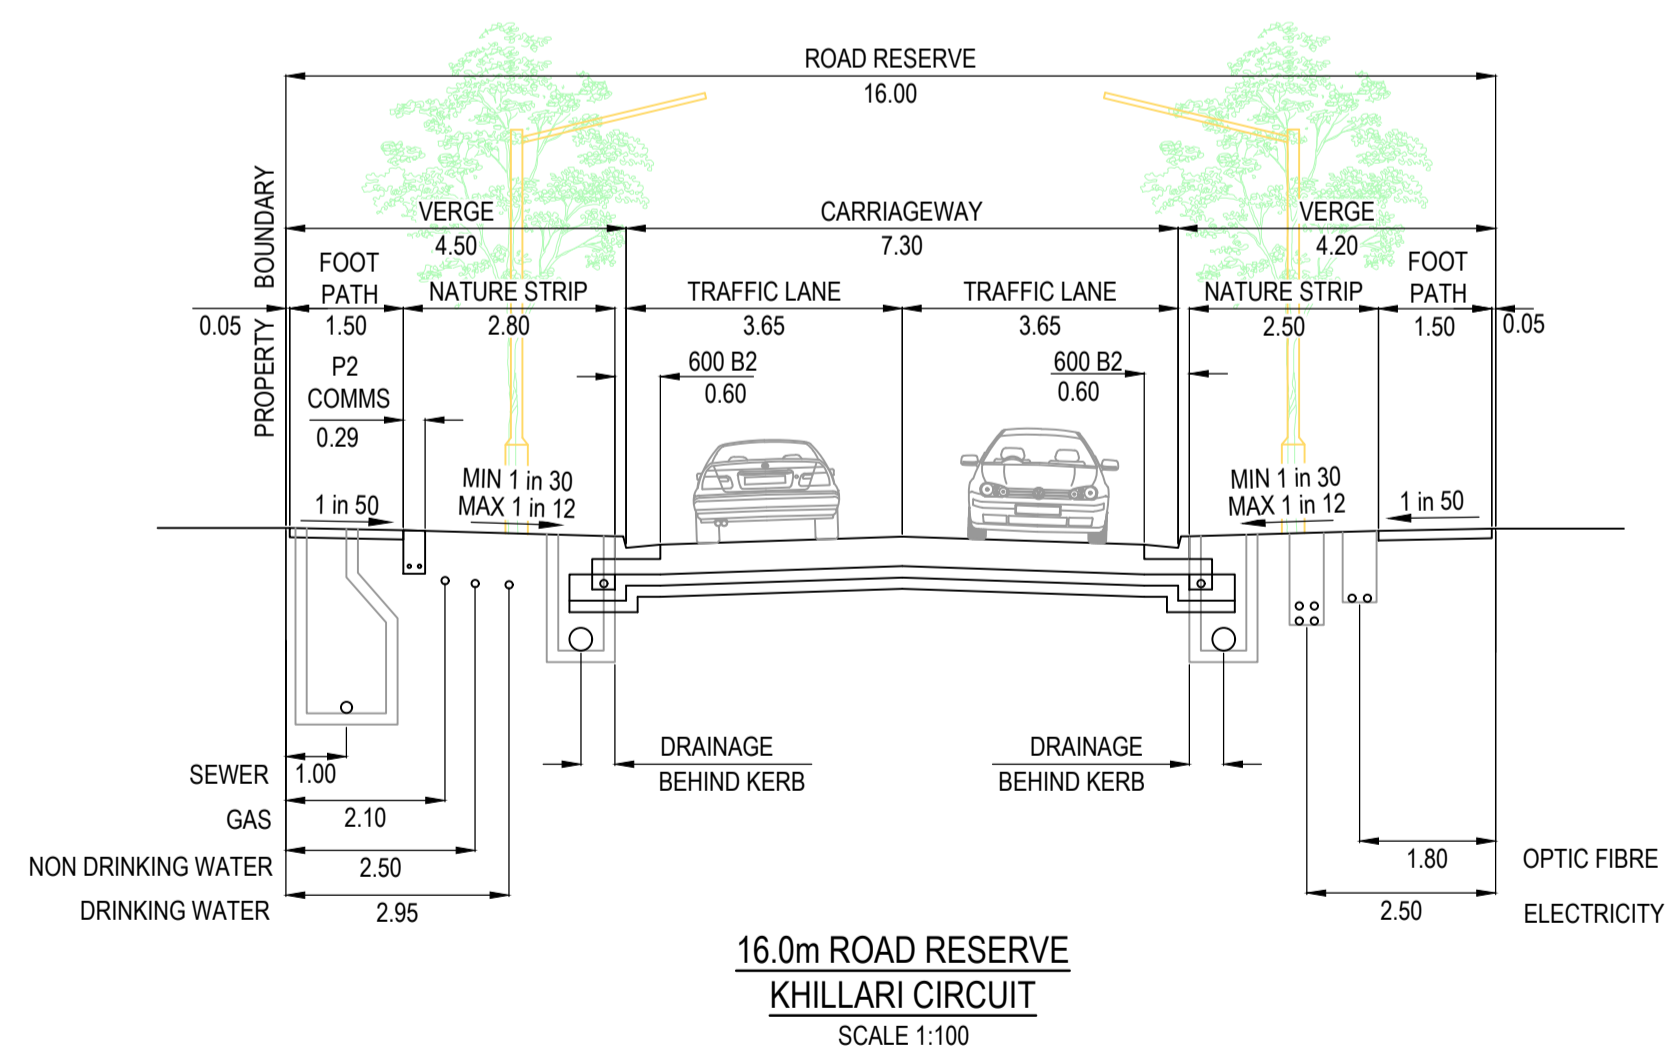 ROAD RESERVE
16.00
PROPERTY BOUNDARY
VERGE
4.50
CARRIAGEWAY
7.30
VERGE
4.20
0.05
FOOT
PATH
1.50
NATURE STRIP
2.80
TRAFFIC LANE
3.65
TRAFFIC LANE
3.65
NATURE STRIP
2.50
FOOT
PATH
1.50
0.05
P2
COMMS
0.29
600 B2
0.60
600 B2
0.60
1 in 50
MIN 1 in 30
MAX 1 in 12
MIN 1 in 30
MAX 1 in 12
1 in 50
DRAINAGE
BEHIND KERB
DRAINAGE
BEHIND KERB
SEWER
1.00
GAS
2.10
NON DRINKING WATER
2.50
DRINKING WATER
2.95
1.80
OPTIC FIBRE
2.50
ELECTRICITY
16.0m ROAD RESERVE
KHILLARI CIRCUIT
SCALE 1:100